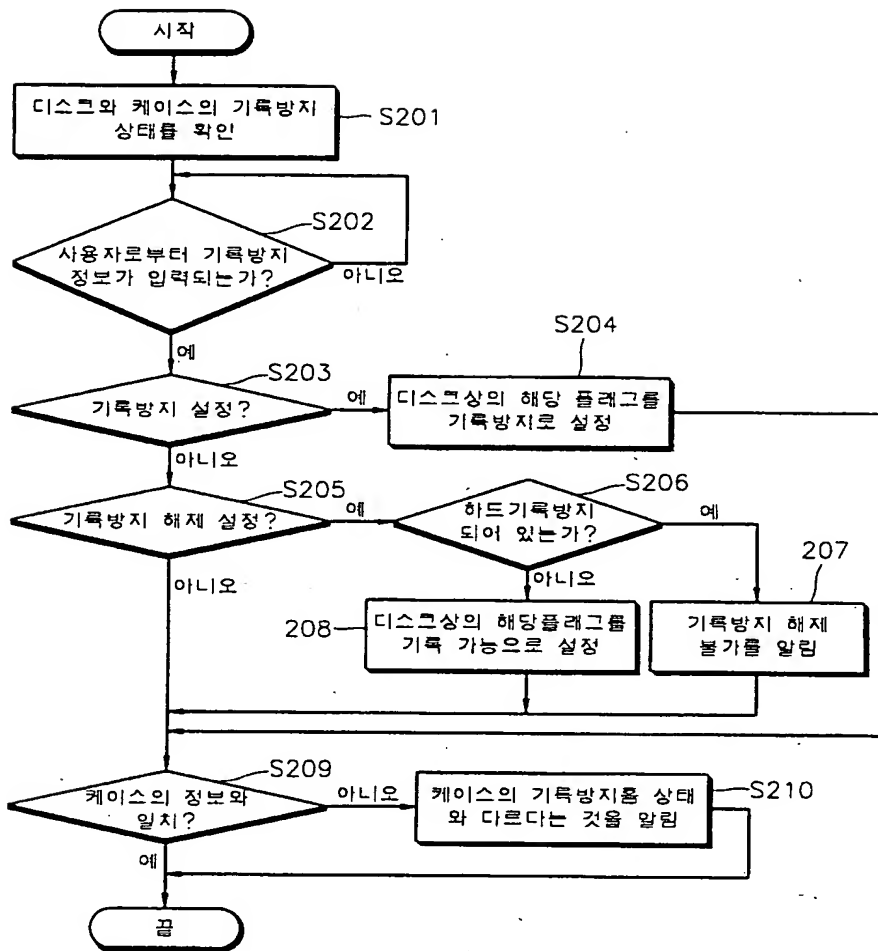 시작
디스크와 케이스의 기록방지
상태를 확인
S201
S202
사용자로부터 기록방지
정보가 입력되는가?
아니오
예
S203
기록방지 설정?
예
S204
디스크상의 해당 플래그를
기록방지로 설정
아니오
S205
기록방지 해제 설정?
예
S206
하드기록방지
되어 있는가?
예
아니오
아니오
207
기록방지 해제
불가를 알림
208
디스크상의 해당플래그를
기록 가능으로 설정
S209
케이스의 정보와
일치?
아니오
S210
케이스의 기록방지홈 상태
와 다르다는 것을 알림
예
끝